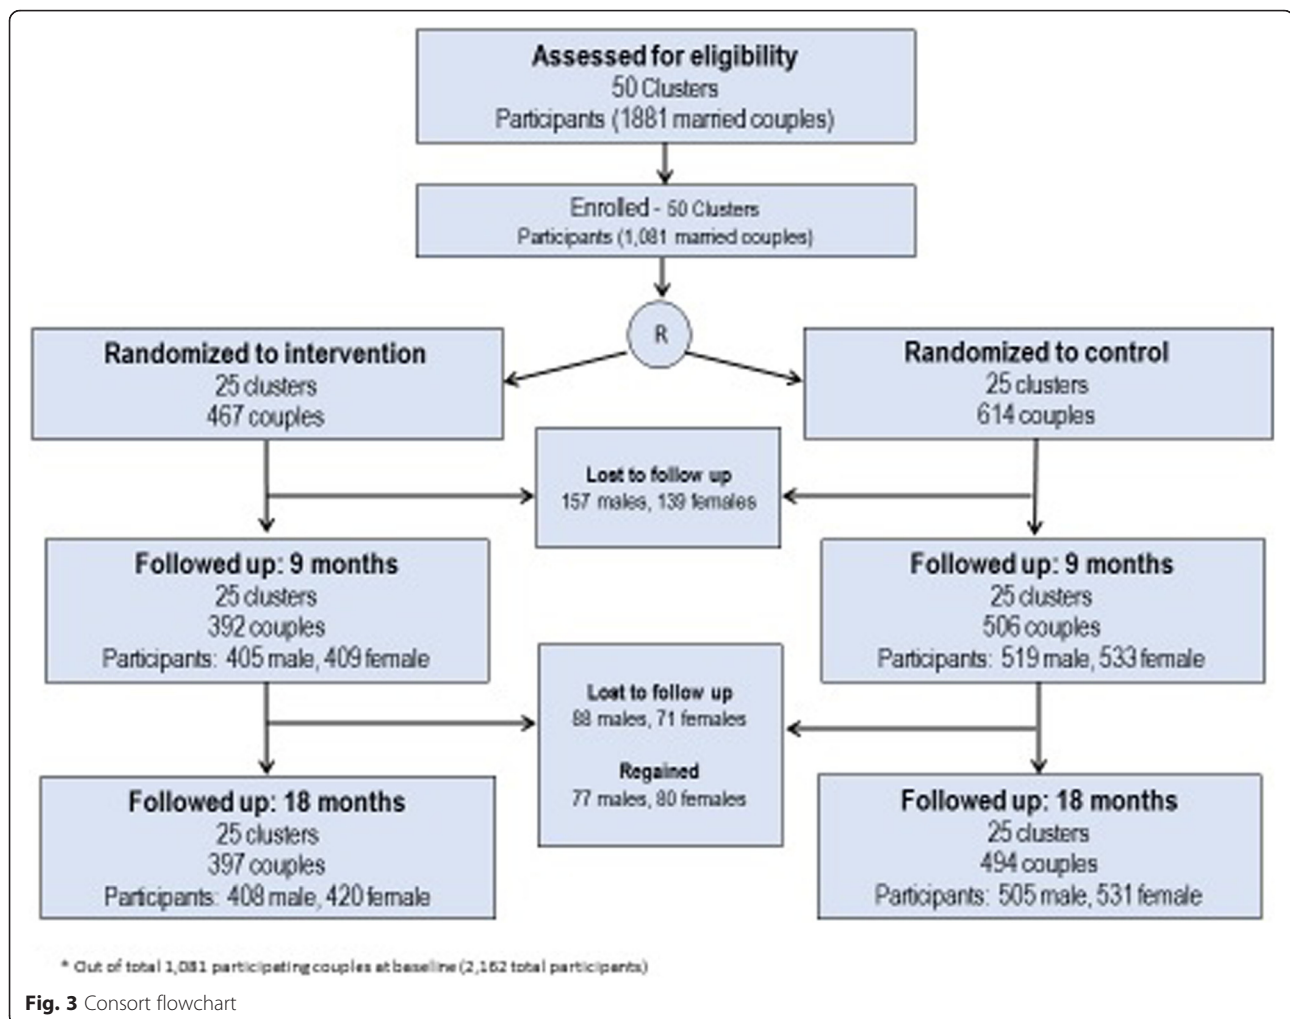 Assessed for eligibility
50 Clusters
Participants (1881 married couples)
Enrolled - 50 Clusters
Participants (1,081 married couples)
R
Randomized to intervention
25 clusters
467 couples
Randomized to control
25 clusters
614 couples
Lost to follow up
157 males, 139 females
Followed up: 9 months
25 clusters
392 couples
Participants: 405 male, 409 female
Followed up: 9 months
25 clusters
506 couples
Participants: 519 male, 533 female
Lost to follow up
88 males, 71 females
Regained
77 males, 80 females
Followed up: 18 months
25 clusters
397 couples
Participants: 408 male, 420 female
Followed up: 18 months
25 clusters
494 couples
Participants: 505 male, 531 female
* Out of total 1,081 participating couples at baseline (2,162 total participants)
Fig. 3 Consort flowchart